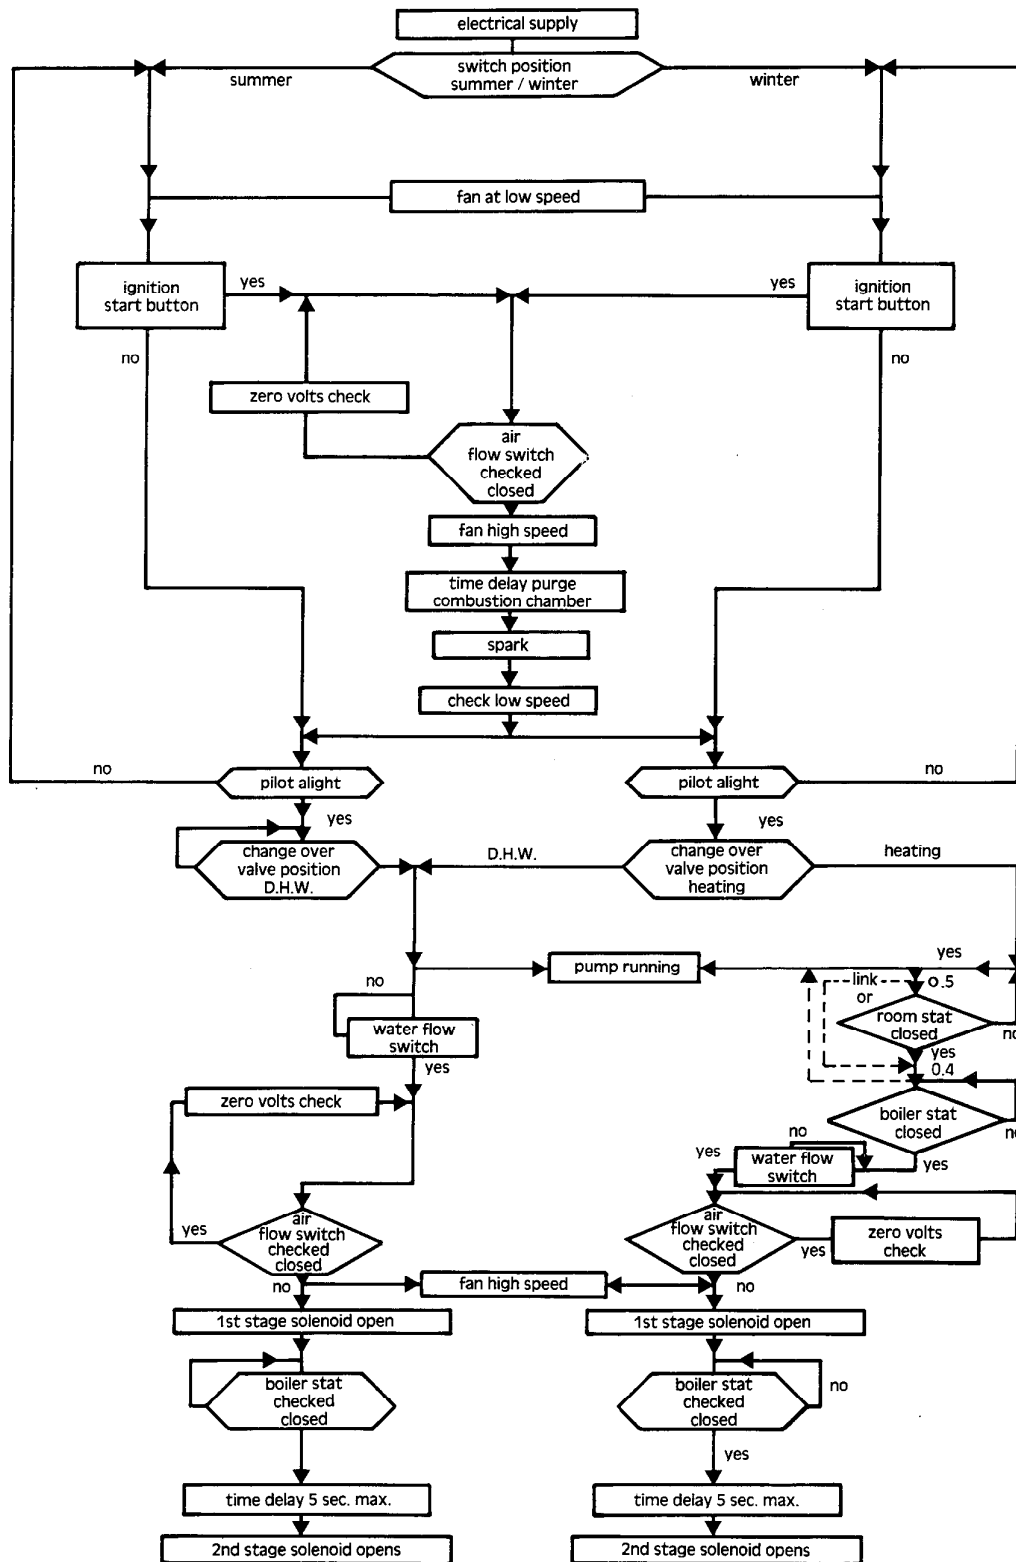 electrical supply
switch position
summer / winter
summer
winter
fan at low speed
ignition
start button
yes
yes
ignition
start button
no
no
zero volts check
air
flow switch
checked
closed
fan high speed
time delay purge
combustion chamber
spark
check low speed
no
pilot alight
pilot alight
no
yes
yes
change over
valve position
D.H.W.
D.H.W.
change over
valve position
heating
heating
pump running
yes
link
or
0.5
no
room stat
closed
no
water flow
switch
yes
yes
0.4
zero volts check
boiler stat
closed
no
no
yes
yes
water flow
switch
air
flow switch
checked
closed
yes
air
flow switch
checked
closed
yes
zero volts
check
no
fan high speed
no
1st stage solenoid open
1st stage solenoid open
boiler stat
checked
closed
boiler stat
checked
closed
no
yes
time delay 5 sec. max.
time delay 5 sec. max.
2nd stage solenoid opens
2nd stage solenoid opens